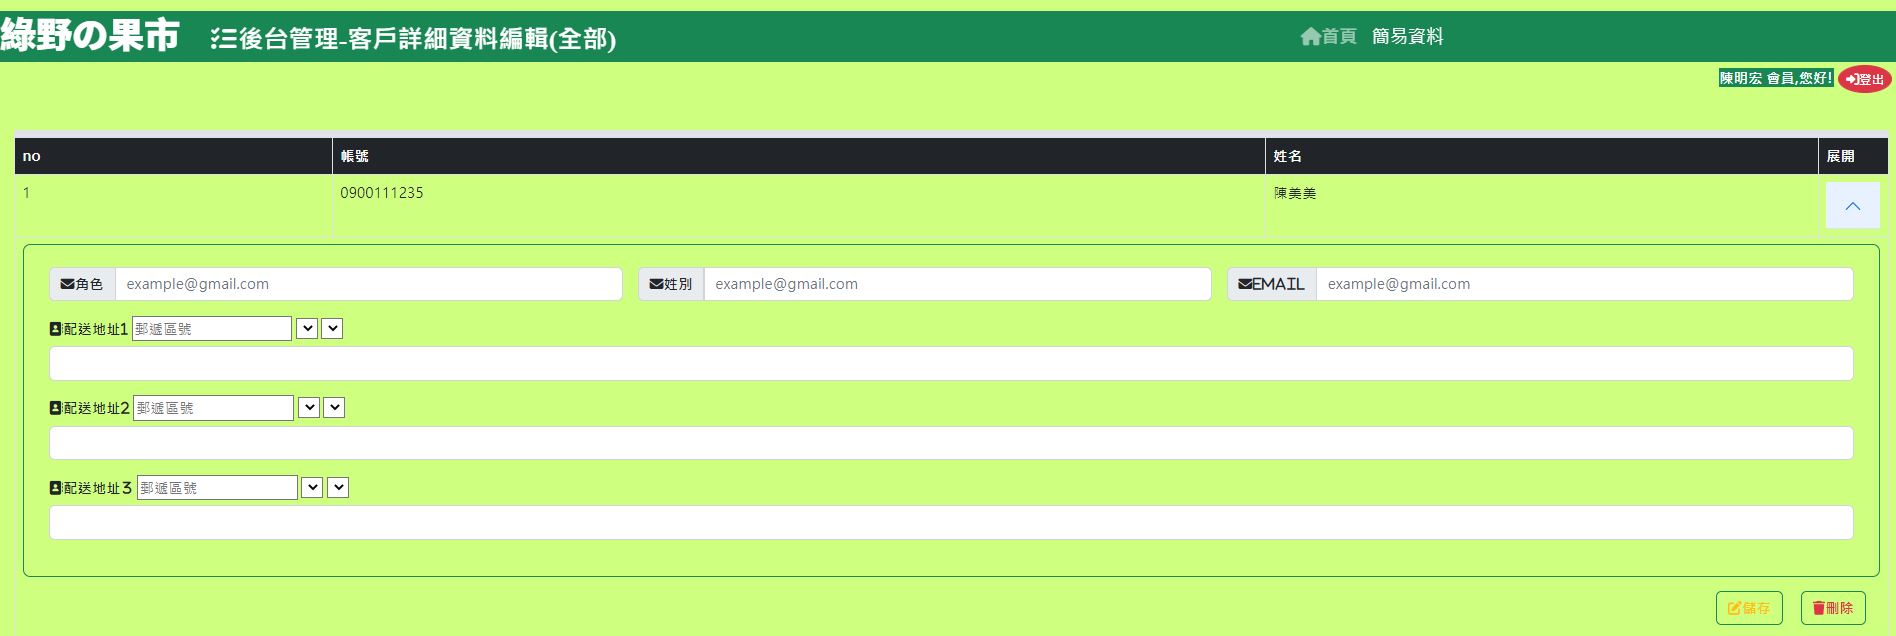 綠野の果市 後台管理-客戶詳細資料編輯(全部) 首頁 簡易資料
陳明宏 會員,您好! 登出
no 帳號 姓名 展開
1 0900111235 陳美美
角色 example@gmail.com 姓別 example@gmail.com EMAIL example@gmail.com
配送地址1 郵遞區號
配送地址2 郵遞區號
配送地址3 郵遞區號
儲存 刪除